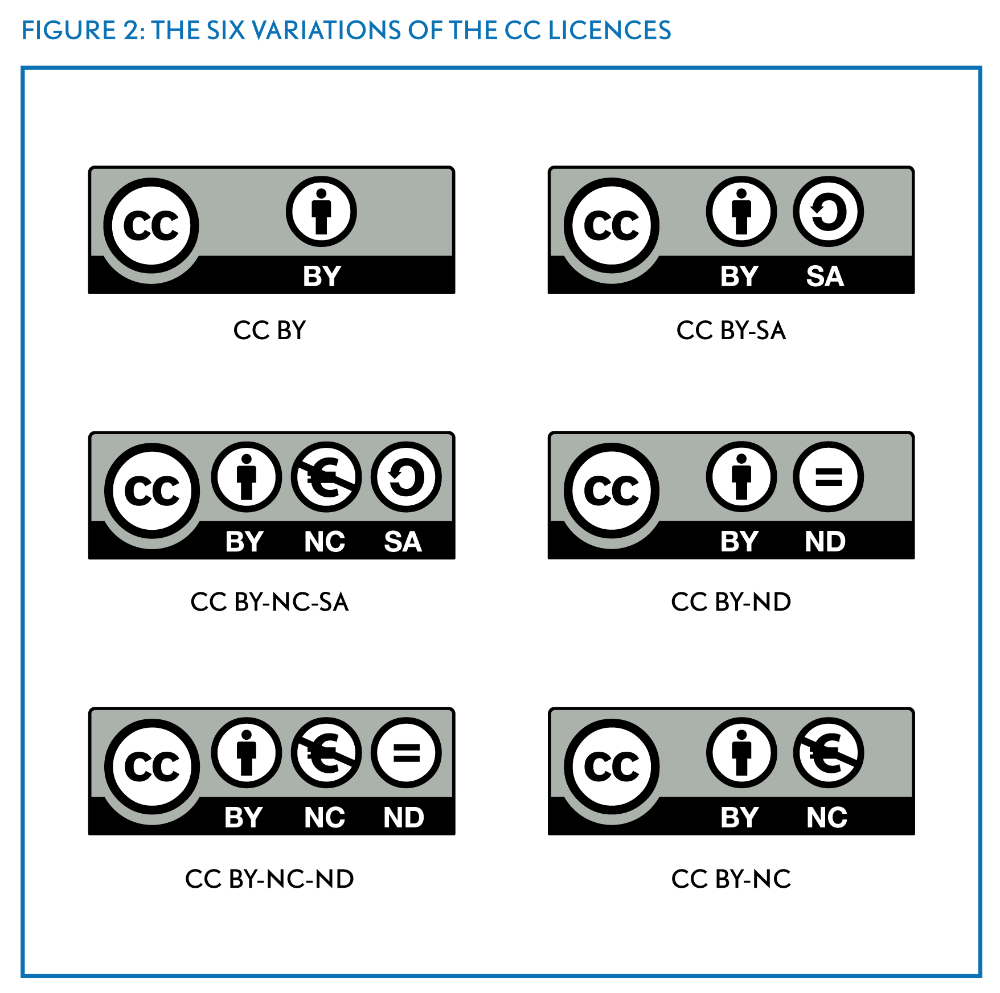 FIGURE 2: THE SIX VARIATIONS OF THE CC LICENCES
CC BY
CC BY
CC BY SA
CC BY-SA
CC BY NC SA
CC BY-NC-SA
CC BY ND
CC BY-ND
CC BY NC ND
CC BY-NC-ND
CC BY NC
CC BY-NC